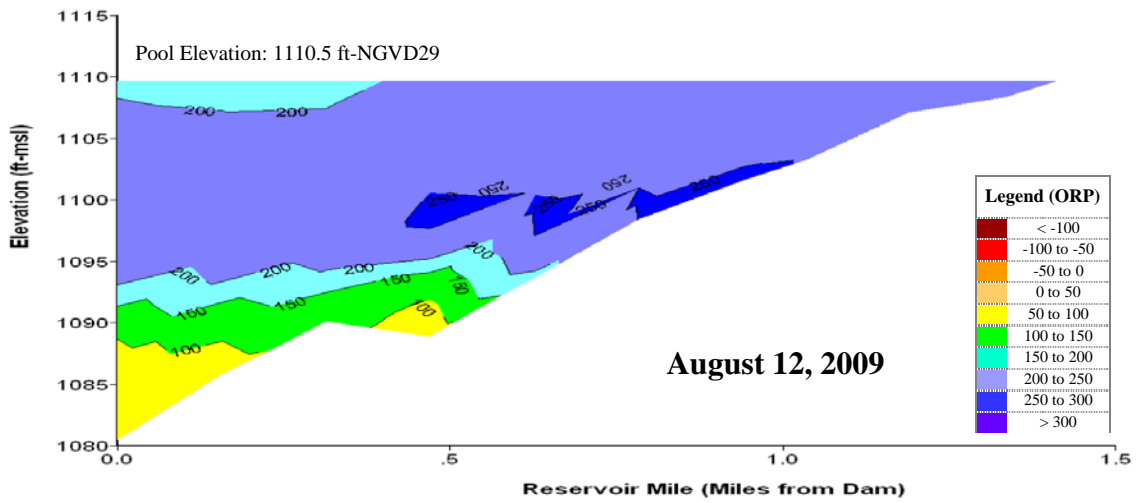 1115
Pool Elevation: 1110.5 ft-NGVD29
1110
200
200
1105
Elevation (ft-msl)
1100
250
250
250
250
250
250
1095
200
200
200
200
150
150
150
150
150
1090
100
100
1085
1080
0.0
.5
1.0
1.5
Reservoir Mile (Miles from Dam)
August 12, 2009
Legend (ORP)
< -100
-100 to -50
-50 to 0
0 to 50
50 to 100
100 to 150
150 to 200
200 to 250
250 to 300
> 300